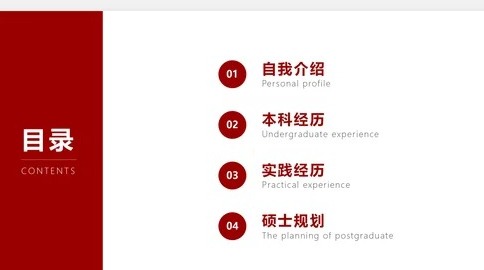 目录
CONTENTS
01
自我介绍
Personal profile
02
本科经历
Undergraduate experience
03
实践经历
Practical experience
04
硕士规划
The planning of postgraduate